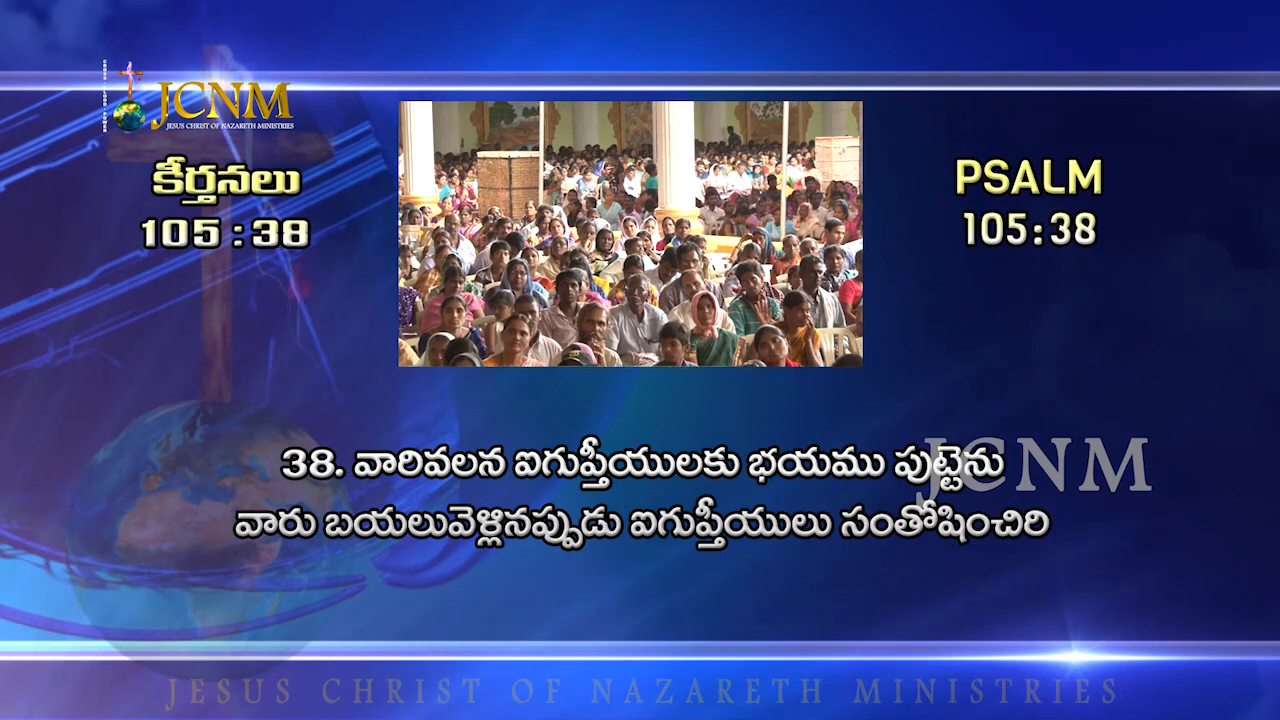 JCNM
JESUS CHRIST OF NAZARETH MINISTRIES
కీర్తనలు
105 : 38
PSALM
105:38
38. వారివలన ఐగుప్తీయులకు భయము పుట్టెను
వారు బయలువెళ్లినప్పుడు ఐగుప్తీయులు సంతోషించిరి
JCNM
JESUS CHRIST OF NAZARETH MINISTRIES